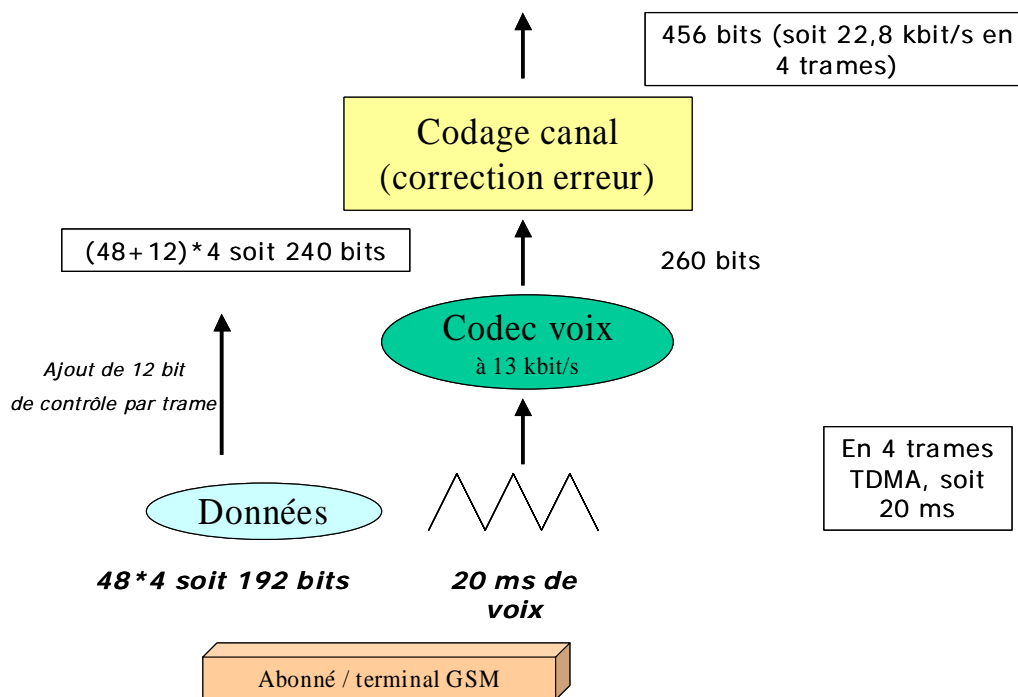 456 bits (soit 22,8 kbit/s en
4 trames)
Codage canal
(correction erreur)
(48+12)*4 soit 240 bits
260 bits
Codec voix
à 13 kbit/s
Ajout de 12 bit
de contrôle par trame
En 4 trames
TDMA, soit
20 ms
Données
48*4 soit 192 bits
20 ms de
voix
Abonné / terminal GSM